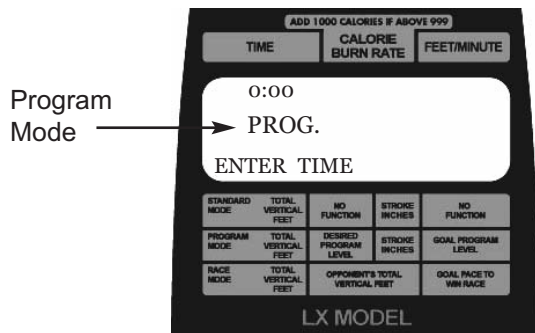 ADD 1000 CALORIES IF ABOVE 999
TIME
CALORIE
BURN RATE
FEET/MINUTE
Program
Mode
0:00
PROG.
ENTER TIME
STANDARD
MODE
TOTAL
VERTICAL
FEET
NO
FUNCTION
STROKE
INCHES
NO
FUNCTION
PROGRAM
MODE
TOTAL
VERTICAL
FEET
DESIRED
PROGRAM
LEVEL
STROKE
INCHES
GOAL PROGRAM
LEVEL
RACE
MODE
TOTAL
VERTICAL
FEET
OPPONENT'S TOTAL
VERTICAL FEET
GOAL PACE TO
WIN RACE
LX MODEL